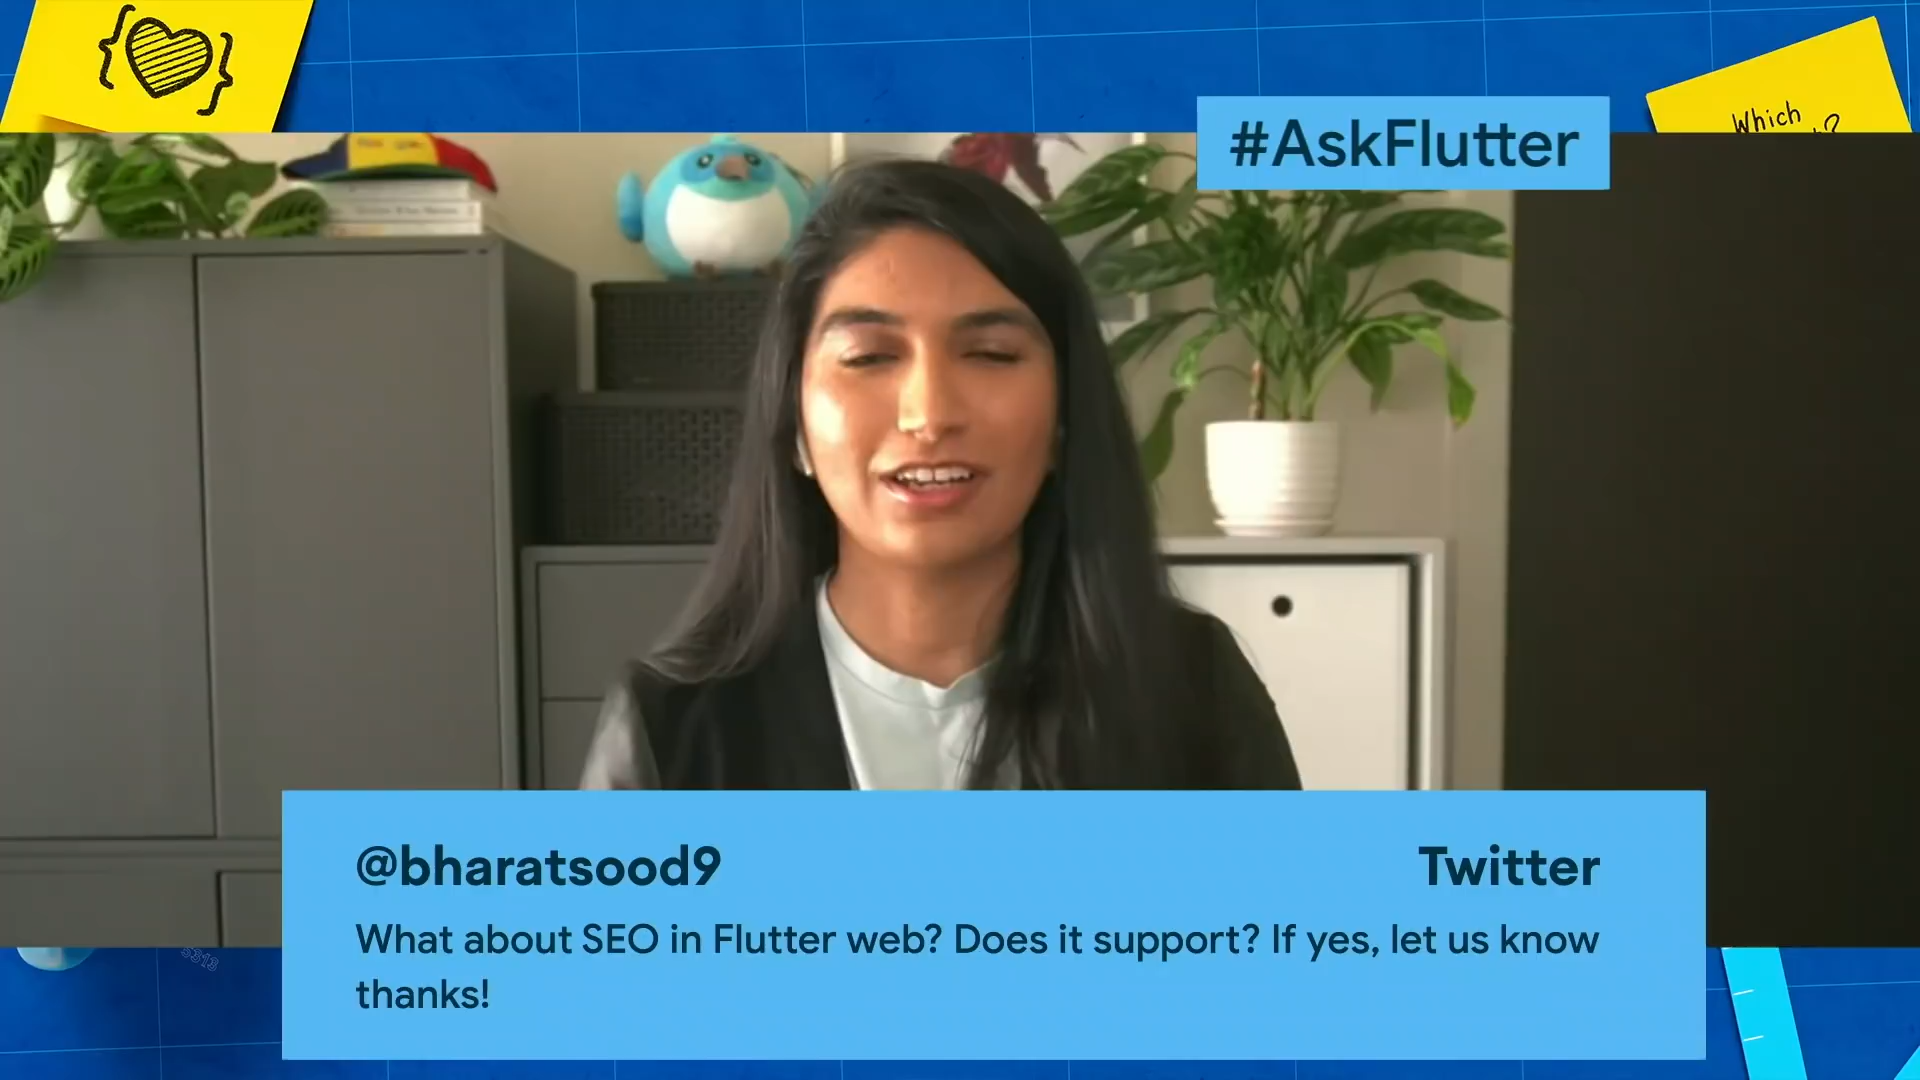 Which
#AskFlutter
@bharatsood9
Twitter
What about SEO in Flutter web? Does it support? If yes, let us know
thanks!